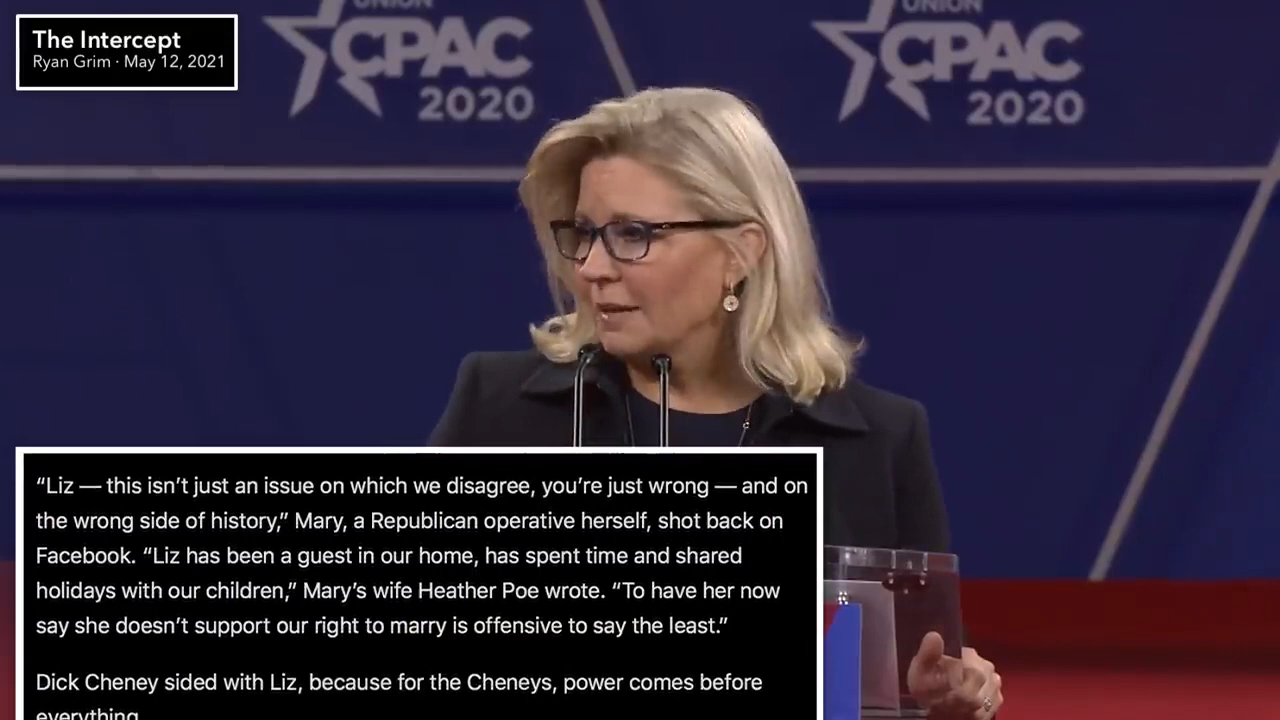 The Intercept
Ryan Grim · May 12, 2021
UNION
CPAC
2020
UNION
CPAC
2020
“Liz — this isn’t just an issue on which we disagree, you’re just wrong — and on
the wrong side of history,” Mary, a Republican operative herself, shot back on
Facebook. “Liz has been a guest in our home, has spent time and shared
holidays with our children,” Mary’s wife Heather Poe wrote. “To have her now
say she doesn’t support our right to marry is offensive to say the least.”
Dick Cheney sided with Liz, because for the Cheneys, power comes before
everything.